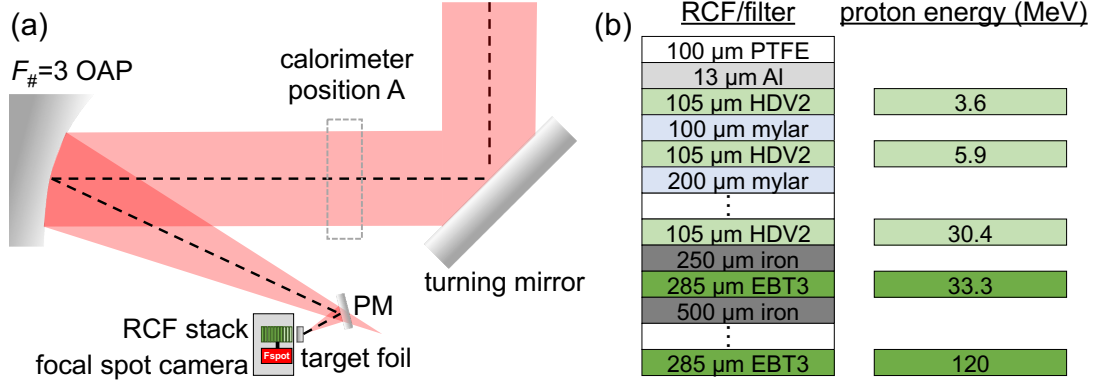 (a)
F#=3 OAP
calorimeter
position A
turning mirror
PM
RCF stack
focal spot camera
Fspot
target foil
(b)
RCF/filter
proton energy (MeV)
100 µm PTFE
13 µm Al
105 µm HDV2
3.6
100 µm mylar
105 µm HDV2
5.9
200 µm mylar
⋮
105 µm HDV2
30.4
250 µm iron
285 µm EBT3
33.3
500 µm iron
⋮
285 µm EBT3
120